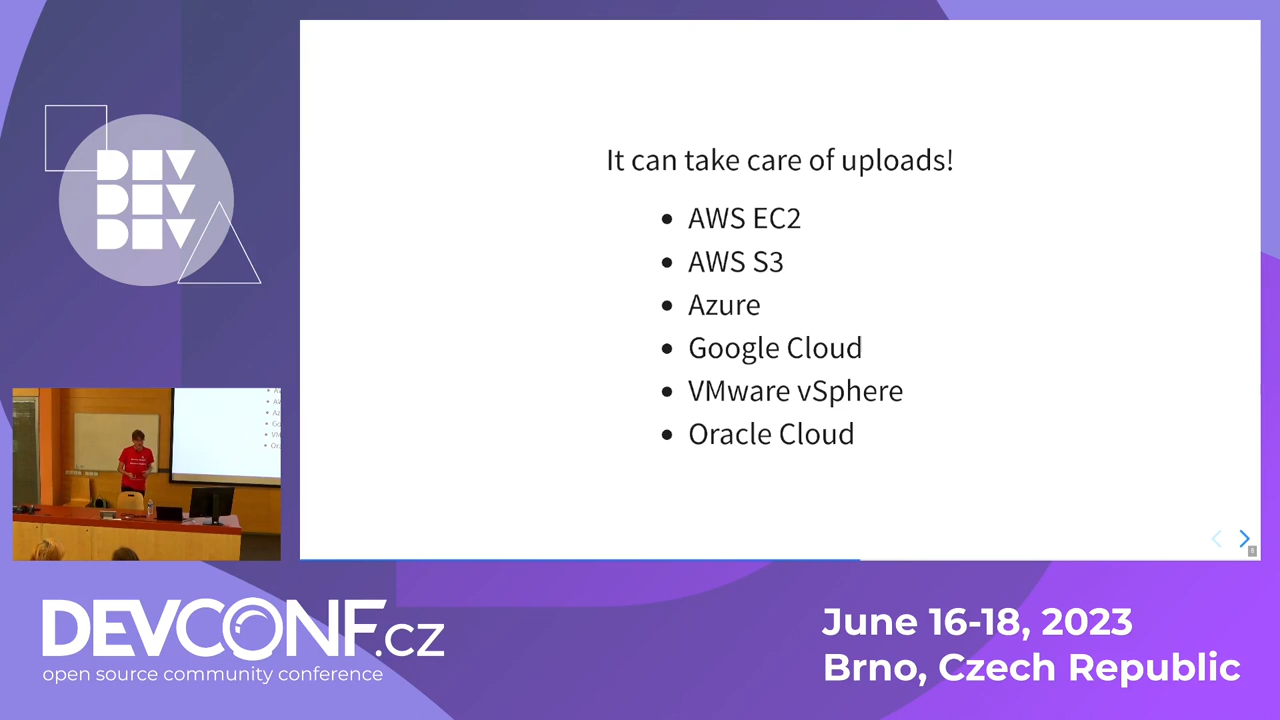 DEV
DEV
DEV
It can take care of uploads!
AWS EC2
AWS S3
Azure
Google Cloud
VMware vSphere
Oracle Cloud
8
DEVCONF.cz
open source community conference
June 16-18, 2023
Brno, Czech Republic